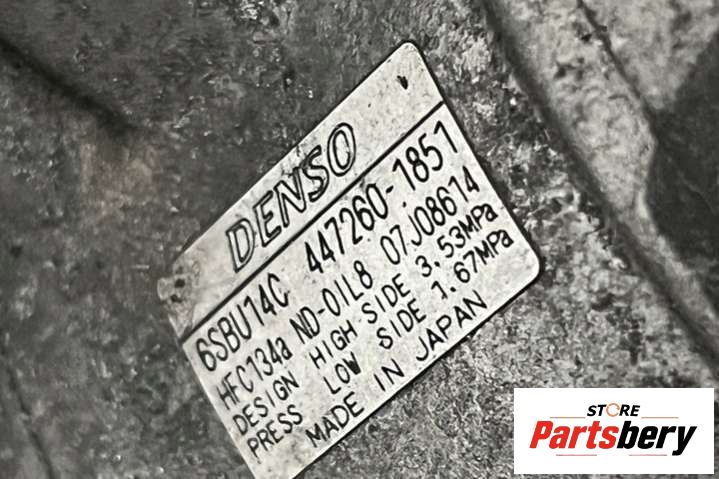 DENSO
6SBU14C 447260-1851
HFC134a ND-OIL8 07J08614
DESIGN HIGH SIDE 3.53MPa
PRESS LOW SIDE 1.67MPa
MADE IN JAPAN
STORE
Partsbery